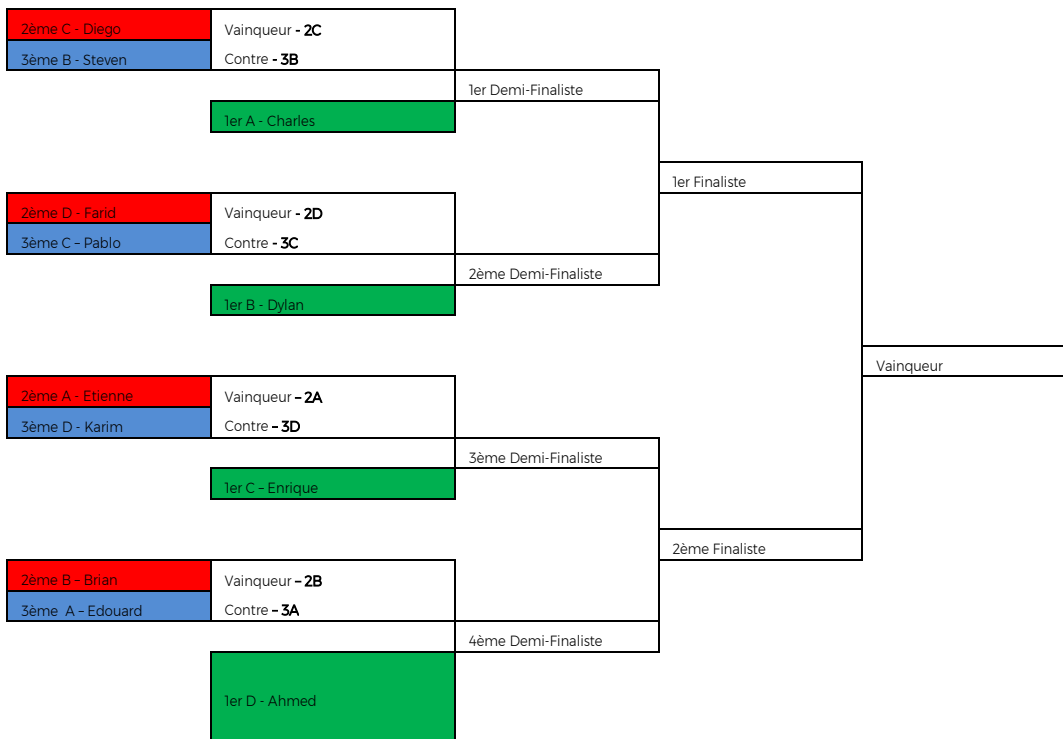 2ème C - Diego
Vainqueur - 2C
3ème B - Steven
Contre - 3B
1er Demi-Finaliste
1er A - Charles
1er Finaliste
2ème D - Farid
Vainqueur - 2D
3ème C – Pablo
Contre - 3C
2ème Demi-Finaliste
1er B - Dylan
Vainqueur
2ème A - Etienne
Vainqueur – 2A
3ème D - Karim
Contre – 3D
3ème Demi-Finaliste
1er C – Enrique
2ème Finaliste
2ème B – Brian
Vainqueur – 2B
3ème  A – Edouard
Contre – 3A
4ème Demi-Finaliste
1er D - Ahmed